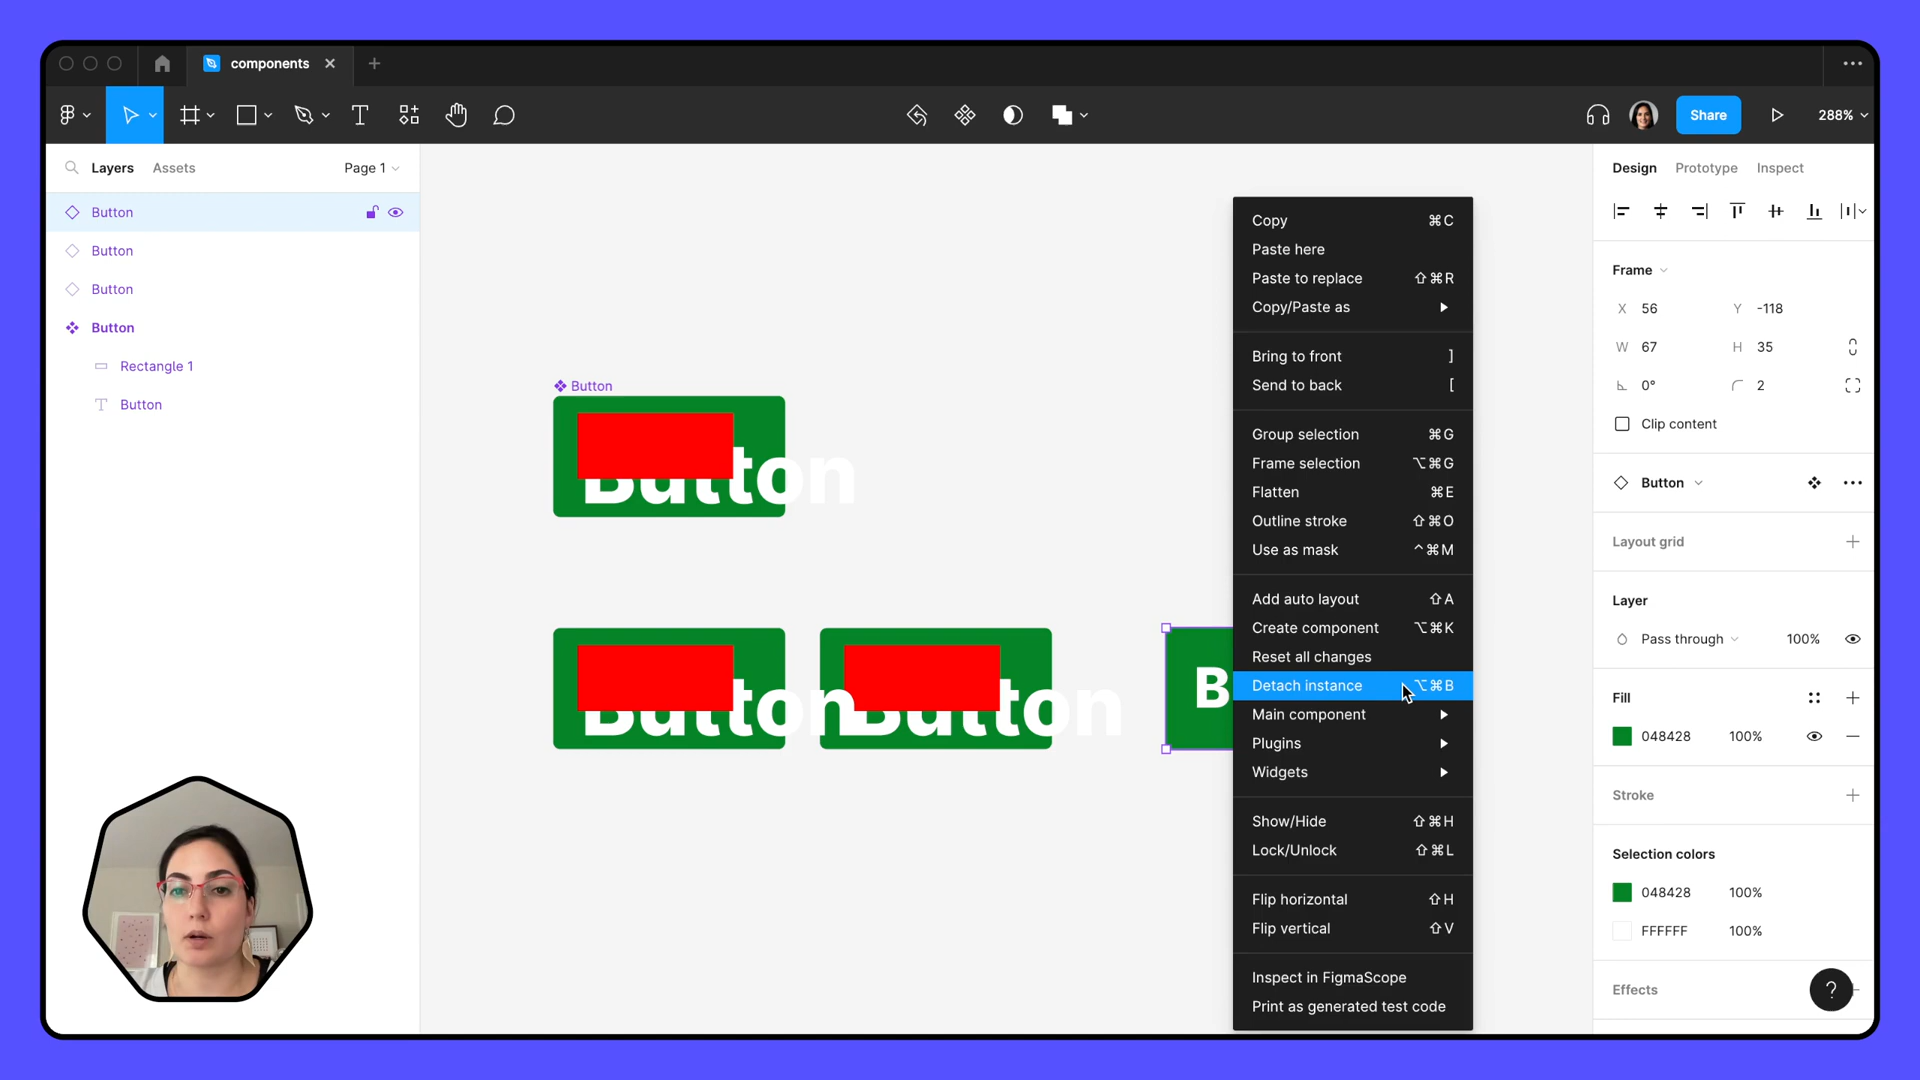 components
Share
288%
Layers
Assets
Page 1
Button
Button
Button
Button
Rectangle 1
Button
Button
Button
Button
Button
B
Copy ⌘C
Paste here
Paste to replace ⇧⌘R
Copy/Paste as
Bring to front ]
Send to back [
Group selection ⌘G
Frame selection ⌥⌘G
Flatten ⌘E
Outline stroke ⇧⌘O
Use as mask ^⌘M
Add auto layout ⇧A
Create component ⌥⌘K
Reset all changes
Detach instance ⌥⌘B
Main component
Plugins
Widgets
Show/Hide ⇧⌘H
Lock/Unlock ⇧⌘L
Flip horizontal ⇧H
Flip vertical ⇧V
Inspect in FigmaScope
Print as generated test code
Design Prototype Inspect
Frame
X 56 Y -118
W 67 H 35
0° 2
Clip content
Button
Layout grid
Layer
Pass through 100%
Fill
048428 100%
Stroke
Selection colors
048428 100%
FFFFFF 100%
Effects
?